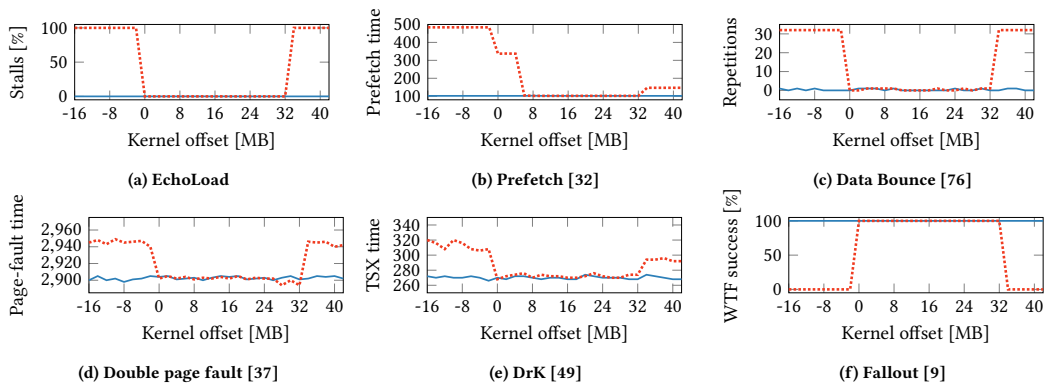 Stalls [%]
100
50
0
-16 -8 0 8 16 24 32 40
Kernel offset [MB]
(a) EchoLoad
Prefetch time
500
400
300
200
100
-16 -8 0 8 16 24 32 40
Kernel offset [MB]
(b) Prefetch [32]
Repetitions
30
20
10
0
-16 -8 0 8 16 24 32 40
Kernel offset [MB]
(c) Data Bounce [76]
Page-fault time
2,960
2,940
2,920
2,900
-16 -8 0 8 16 24 32 40
Kernel offset [MB]
(d) Double page fault [37]
TSX time
340
320
300
280
260
-16 -8 0 8 16 24 32 40
Kernel offset [MB]
(e) DrK [49]
WTF success [%]
100
50
0
-16 -8 0 8 16 24 32 40
Kernel offset [MB]
(f) Fallout [9]